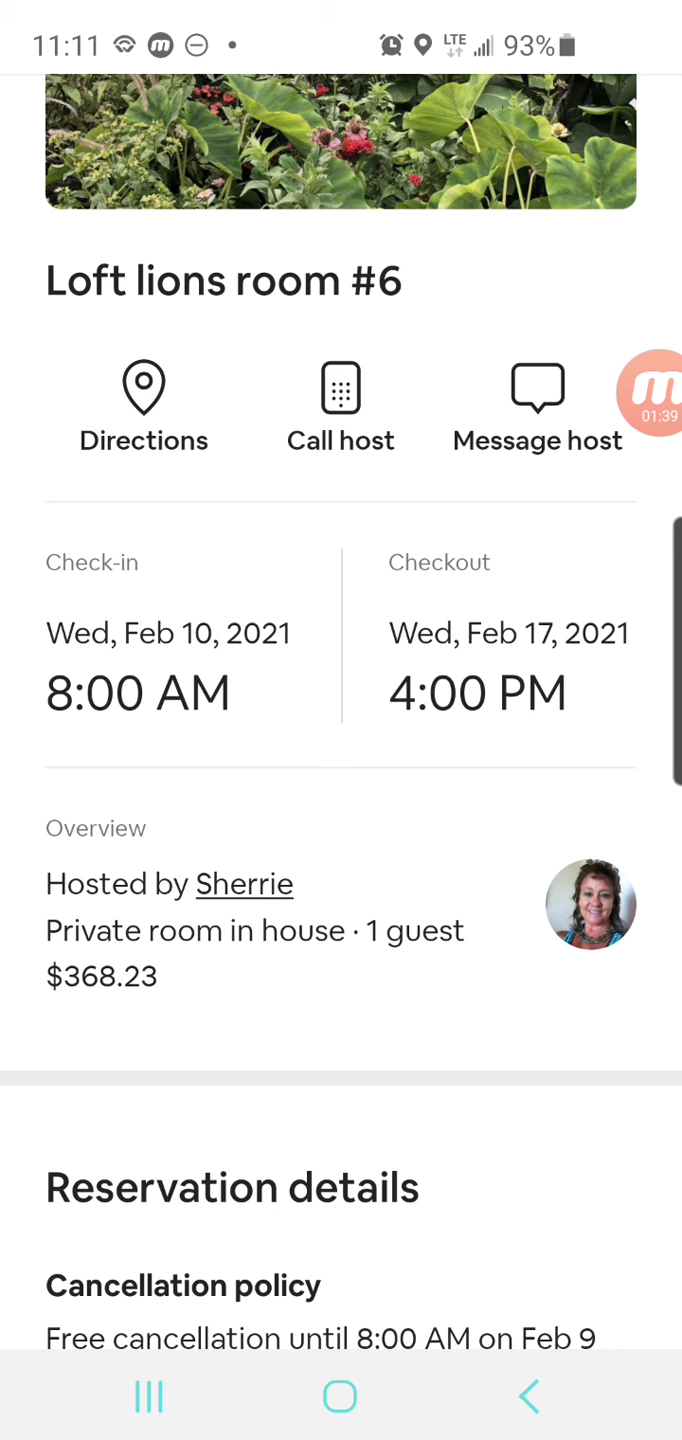 11:11 m LTE 93%
Loft lions room #6
Directions Call host Message host
m
01:39
Check-in Checkout
Wed, Feb 10, 2021 Wed, Feb 17, 2021
8:00 AM 4:00 PM
Overview
Hosted by Sherrie
Private room in house · 1 guest
$368.23
Reservation details
Cancellation policy
Free cancellation until 8:00 AM on Feb 9